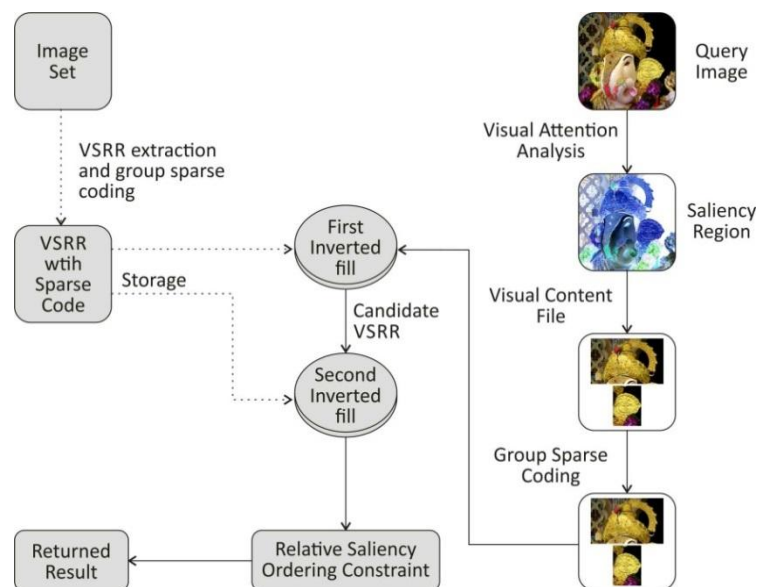 Image
Set
VSRR extraction
and group sparse
coding
VSRR
wtih
Sparse
Code
Storage
First
Inverted
fill
Candidate
VSRR
Second
Inverted
fill
Relative Saliency
Ordering Constraint
Returned
Result
Query
Image
Visual Attention
Analysis
Saliency
Region
Visual Content
File
Group Sparse
Coding